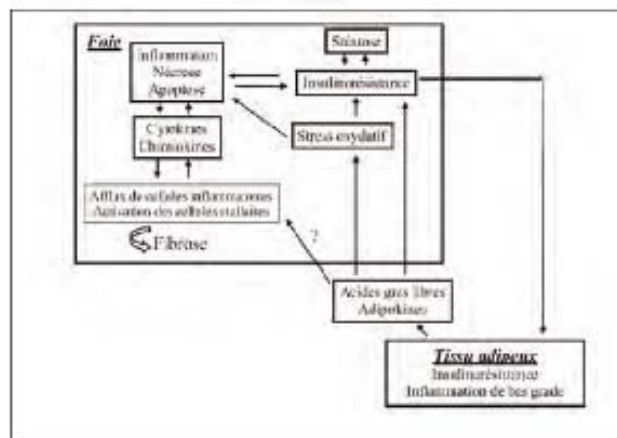 Foie
Stéatose
Inflammation
Nécrose
Apoptose
Insulinorésistance
Cytokines
Chimiokines
Stress oxydatif
Afflux de cellules inflammatoires
Activation des cellules stellaires
?
Fibrose
Acides gras libres
Adipokines
Tissu adipeux
Insulinorésistance
Inflammation de bas grade